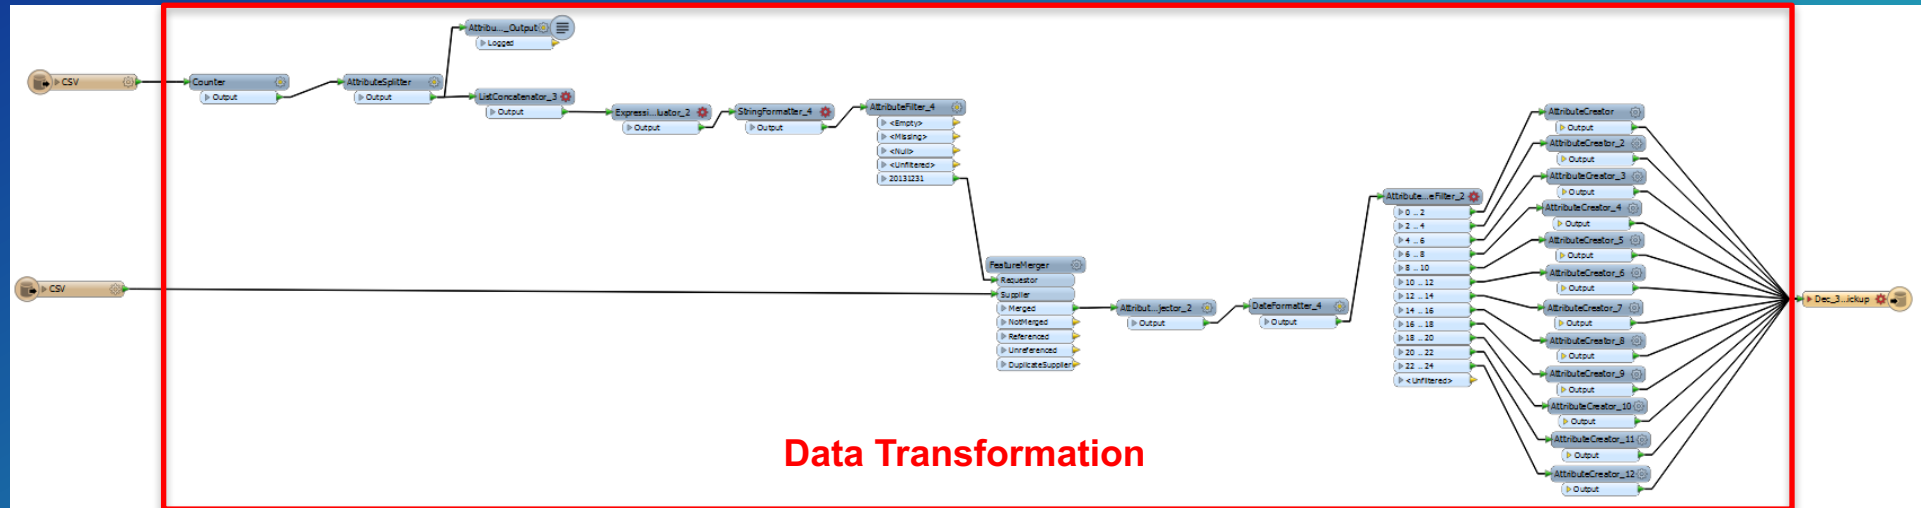 CSV
Counter
Output
AttributeSplitter
Output
Attribu..._Output
Logged
ListConcatenator_3
Output
Expressi...luator_2
Output
StringFormatter_4
Output
AttributeFilter_4
<Empty>
<Missing>
<Null>
<Unfiltered>
20131231
CSV
FeatureMerger
Requestor
Supplier
Merged
NotMerged
Referenced
Unreferenced
DuplicateSupplier
Attribut...jector_2
Output
DateFormatter_4
Output
Attribute...eFilter_2
0 .. 2
2 .. 4
4 .. 6
6 .. 8
8 .. 10
10 .. 12
12 .. 14
14 .. 16
16 .. 18
18 .. 20
20 .. 22
22 .. 24
<Unfiltered>
AttributeCreator
Output
AttributeCreator_2
Output
AttributeCreator_3
Output
AttributeCreator_4
Output
AttributeCreator_5
Output
AttributeCreator_6
Output
AttributeCreator_7
Output
AttributeCreator_8
Output
AttributeCreator_9
Output
AttributeCreator_10
Output
AttributeCreator_11
Output
AttributeCreator_12
Output
Dec_3...ickup
Data Transformation